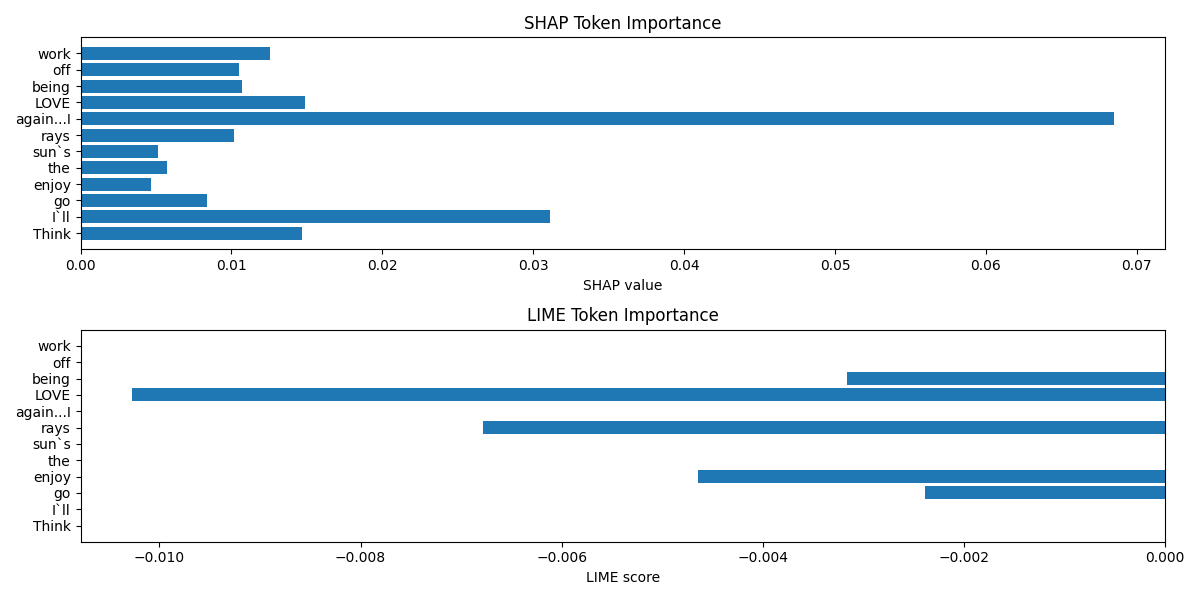 SHAP Token Importance
work
off
being
LOVE
again...I
rays
sun`s
the
enjoy
go
I`ll
Think
0.00 0.01 0.02 0.03 0.04 0.05 0.06 0.07
SHAP value
LIME Token Importance
work
off
being
LOVE
again...I
rays
sun`s
the
enjoy
go
I`ll
Think
−0.010 −0.008 −0.006 −0.004 −0.002 0.000
LIME score